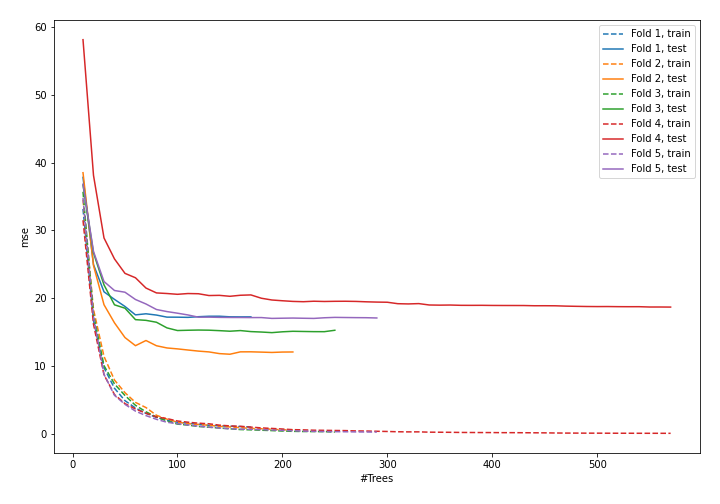 60
50
40
30
20
10
0
mse
Fold 1, train
Fold 1, test
Fold 2, train
Fold 2, test
Fold 3, train
Fold 3, test
Fold 4, train
Fold 4, test
Fold 5, train
Fold 5, test
0 100 200 300 400 500
#Trees